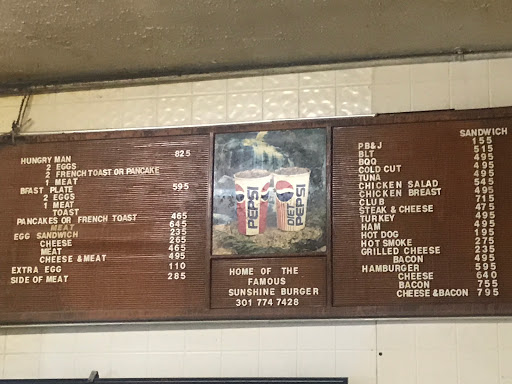 HUNGRY MAN 825
2 EGGS
2 FRENCH TOAST OR PANCAKE
1 MEAT
BFAST PLATE 595
2 EGGS
1 MEAT
TOAST
PANCAKES OR FRENCH TOAST 465
MEAT 645
EGG SANDWICH 235
CHEESE 265
MEAT 465
CHEESE & MEAT 495
EXTRA EGG 110
SIDE OF MEAT 285
PEPSI
DIET PEPSI
HOME OF THE
FAMOUS
SUNSHINE BURGER
301 774 7428
SANDWICH
PB&J 155
BLT 515
BQQ 495
COLD CUT 495
TUNA 495
CHICKEN SALAD 545
CHICKEN BREAST 495
CLUB 715
STEAK & CHEESE 475
TURKEY 495
HAM 495
HOT DOG 195
HOT SMOKE 275
GRILLED CHEESE 235
BACON 495
HAMBURGER 595
CHEESE 640
BACON 755
CHEESE & BACON 795